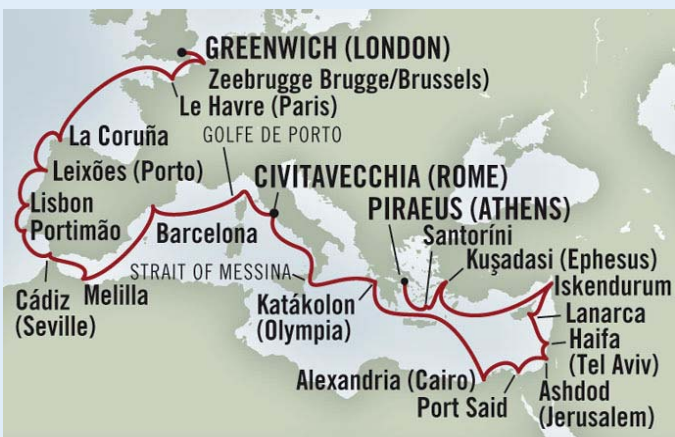 GREENWICH (LONDON)
Zeebrugge Brugge/Brussels)
Le Havre (Paris)
GOLFE DE PORTO
La Coruña
Leixões (Porto)
CIVITAVECCHIA (ROME)
Lisbon
PIRAEUS (ATHENS)
Portimão
Barcelona
Santoríni
Kuşadasi (Ephesus)
STRAIT OF MESSINA
Iskendurum
Cádiz
(Seville)
Melilla
Katákolon
(Olympia)
Lanarca
Haifa
(Tel Aviv)
Alexandria (Cairo)
Port Said
Ashdod
(Jerusalem)